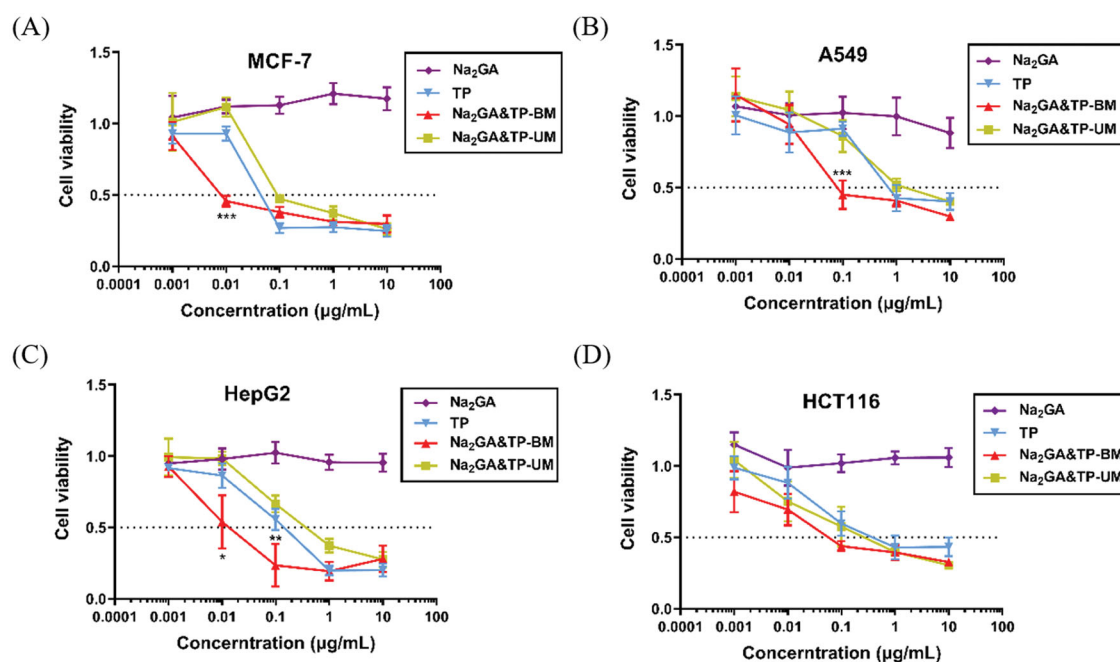 (A)
MCF-7
Cell viability
1.5
1.0
0.5
0.0
***
0.0001 0.001 0.01 0.1 1 10 100
Concerntration (µg/mL)
Na₂GA
TP
Na₂GA&TP-BM
Na₂GA&TP-UM
(B)
A549
Cell viability
1.5
1.0
0.5
0.0
***
0.0001 0.001 0.01 0.1 1 10 100
Concerntration (µg/mL)
Na₂GA
TP
Na₂GA&TP-BM
Na₂GA&TP-UM
(C)
HepG2
Cell viability
1.5
1.0
0.5
0.0
*
**
0.0001 0.001 0.01 0.1 1 10 100
Concerntration (µg/mL)
Na₂GA
TP
Na₂GA&TP-BM
Na₂GA&TP-UM
(D)
HCT116
Cell viability
1.5
1.0
0.5
0.0
0.0001 0.001 0.01 0.1 1 10 100
Concerntration (µg/mL)
Na₂GA
TP
Na₂GA&TP-BM
Na₂GA&TP-UM